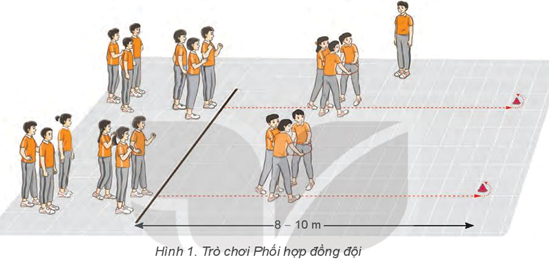 8 – 10 m
Hình 1. Trò chơi Phối hợp đồng đội